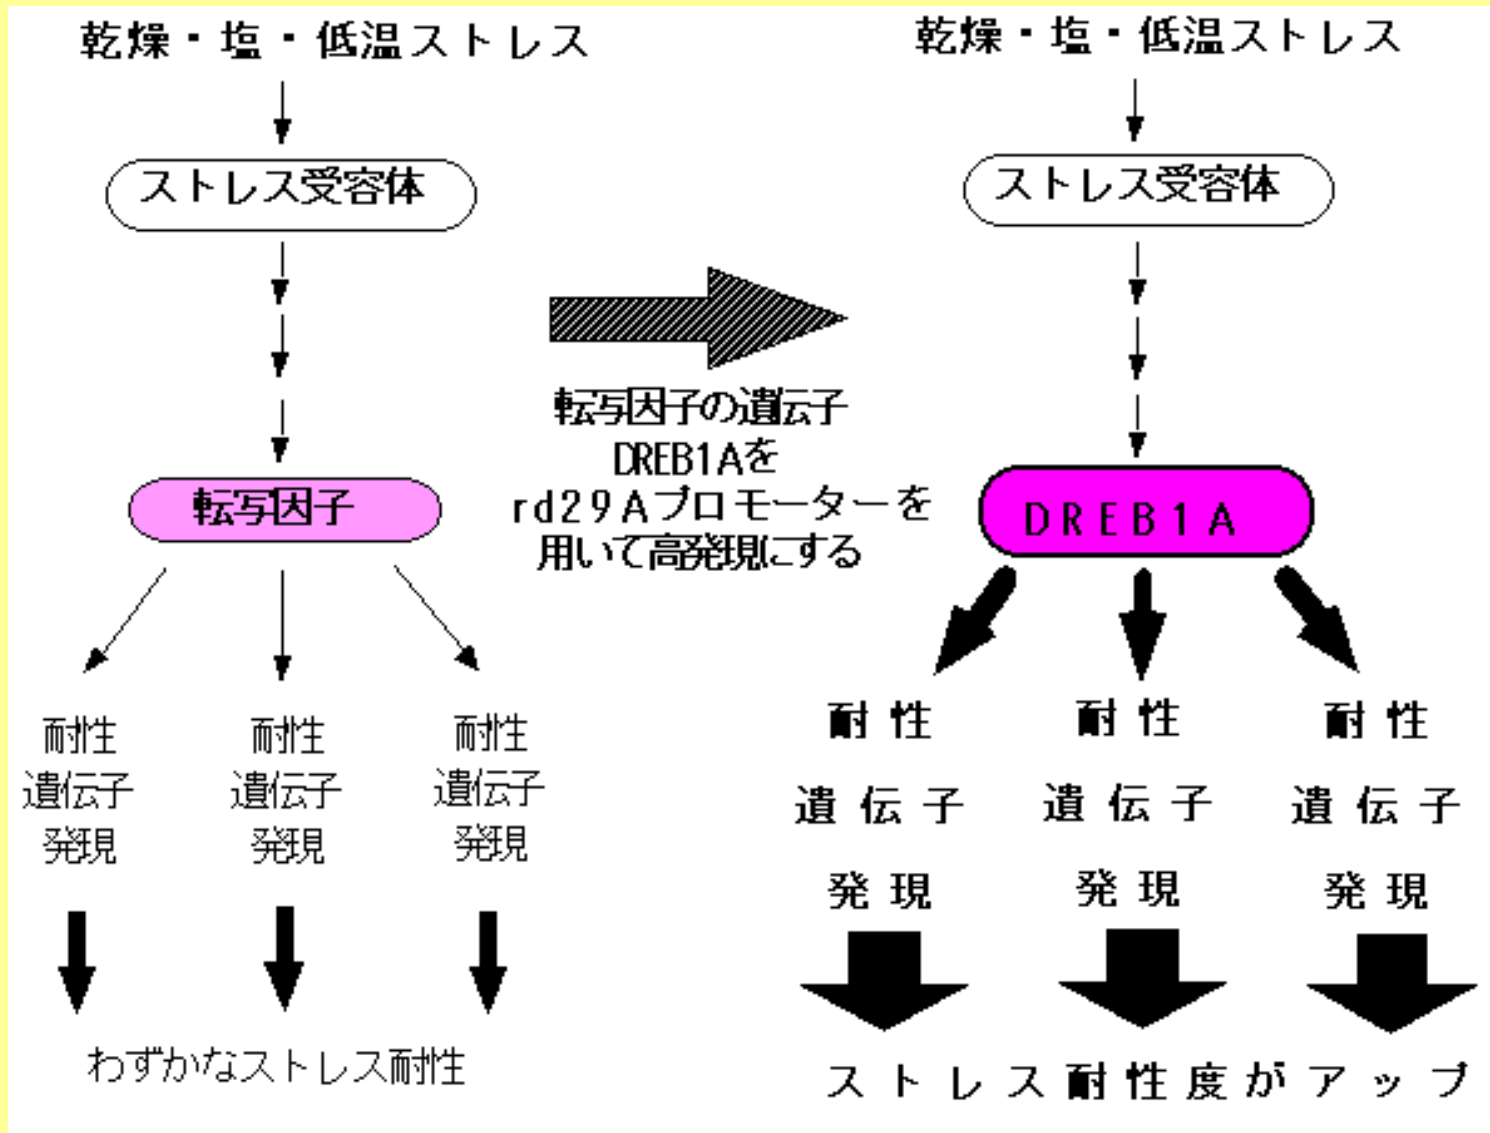 乾燥・塩・低温ストレス
ストレス受容体
転写因子
耐性
遺伝子
発現
耐性
遺伝子
発現
耐性
遺伝子
発現
わずかなストレス耐性
転写因子の遺伝子
DREB1Aを
rd29Aプロモーターを
用いて高発現にする
乾燥・塩・低温ストレス
ストレス受容体
DREB1A
耐性
遺伝子
発現
耐性
遺伝子
発現
耐性
遺伝子
発現
ストレス耐性度がアップ